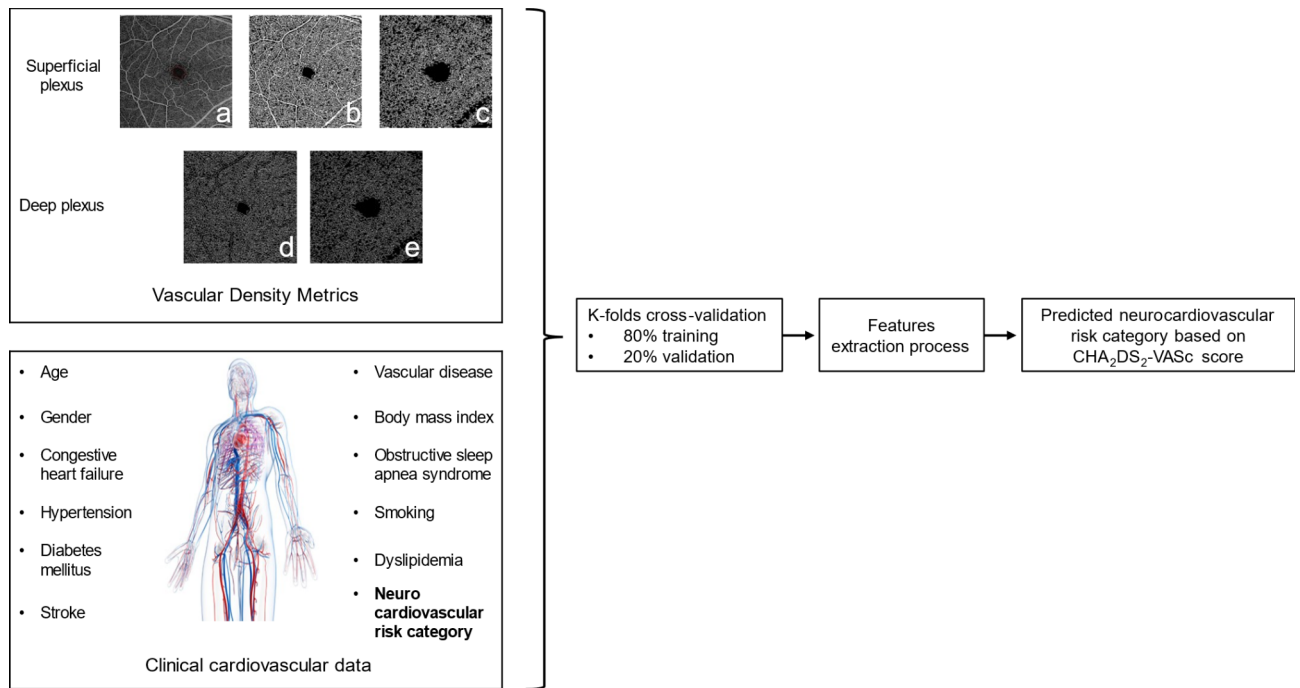 Superficial
plexus
a
b
c
Deep plexus
d
e
Vascular Density Metrics
• Age
• Gender
• Congestive
heart failure
• Hypertension
• Diabetes
mellitus
• Stroke
• Vascular disease
• Body mass index
• Obstructive sleep
apnea syndrome
• Smoking
• Dyslipidemia
• Neuro
cardiovascular
risk category
Clinical cardiovascular data
K-folds cross-validation
• 80% training
• 20% validation
Features
extraction process
Predicted neurocardiovascular
risk category based on
CHA₂DS₂-VASc score